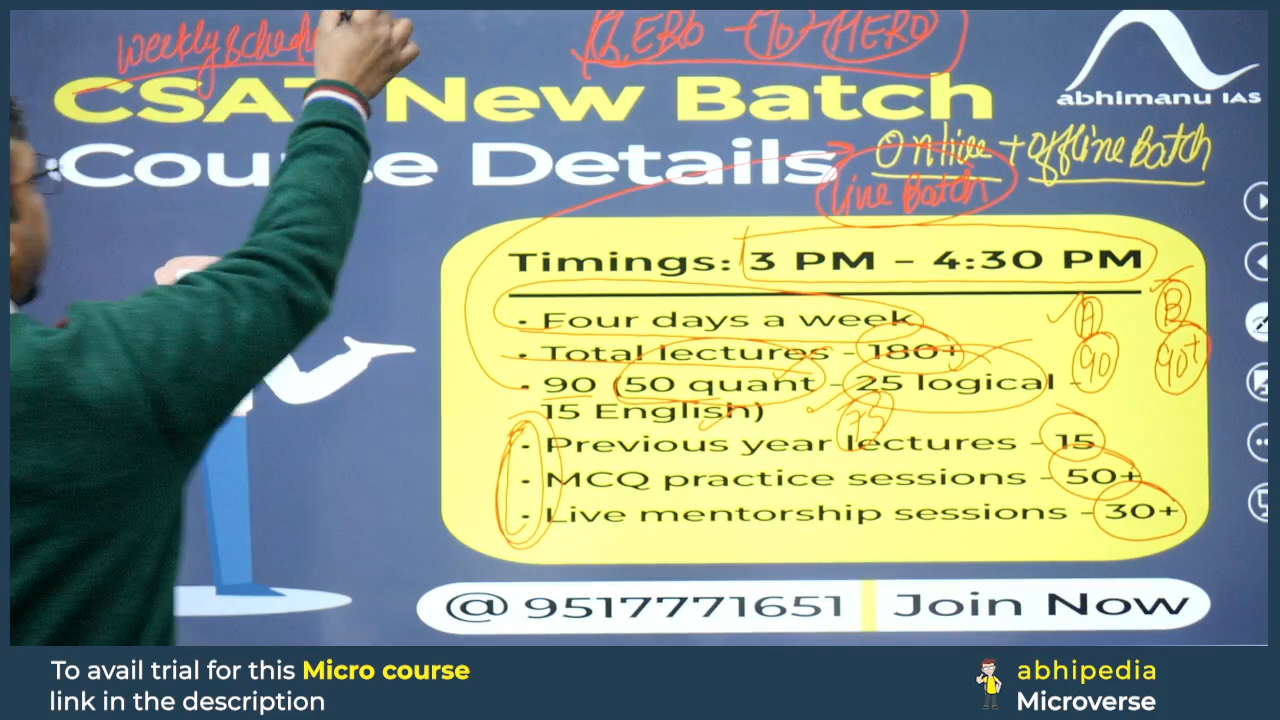 Weekly Sched
ZERO - To - HERO
CSAT New Batch
abhimanu IAS
Course Details
Online + offline Batch
Live Batch
Timings: 3 PM – 4:30 PM
• Four days a week
A
B
• Total lectures - 180+
90
90+
• 90 (50 quant - 25 logical -
15 English)
• Previous year lectures - 15
• MCQ practice sessions - 50+
• Live mentorship sessions - 30+
@ 9517771651 Join Now
To avail trial for this Micro course
link in the description
abhipedia
Microverse